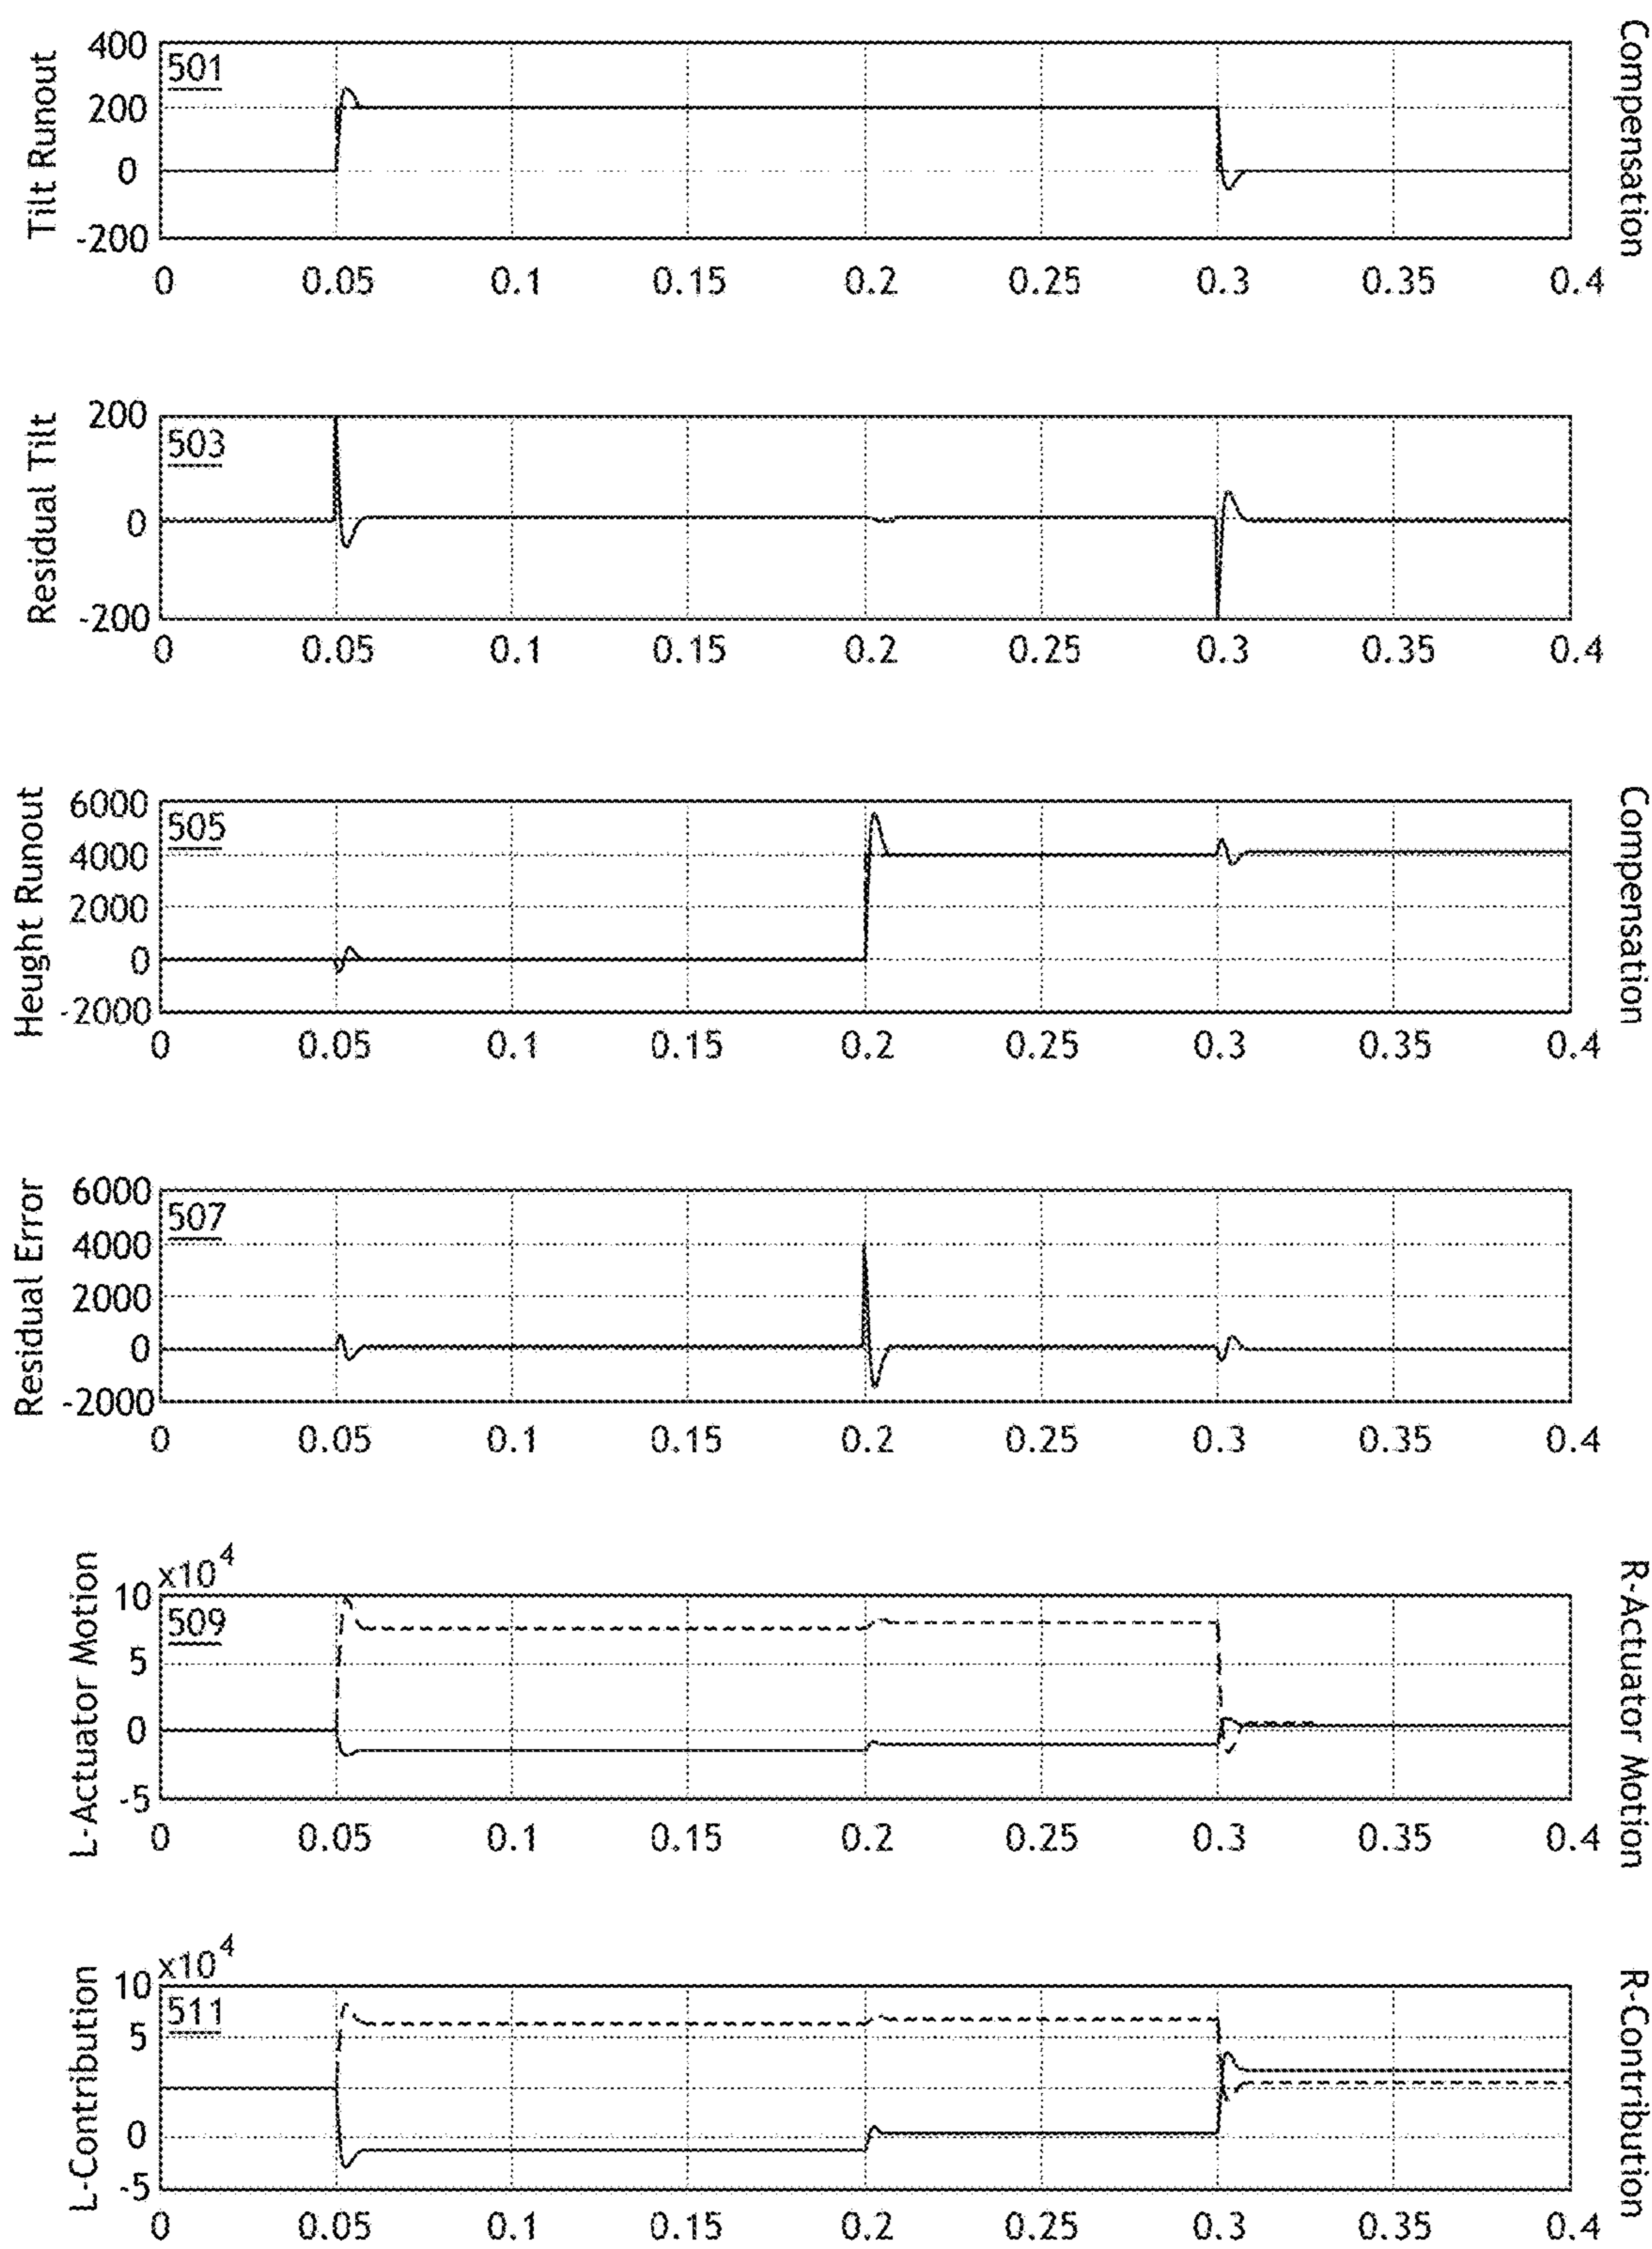 Tilt Runout
Compensation
400
200
0
-200
501
0 0.05 0.1 0.15 0.2 0.25 0.3 0.35 0.4
Residual Tilt
200
0
-200
503
0 0.05 0.1 0.15 0.2 0.25 0.3 0.35 0.4
Heught Runout
Compensation
6000
4000
2000
0
-2000
505
0 0.05 0.1 0.15 0.2 0.25 0.3 0.35 0.4
Residual Error
6000
4000
2000
0
-2000
507
0 0.05 0.1 0.15 0.2 0.25 0.3 0.35 0.4
L-Actuator Motion
R-Actuator Motion
x10⁴
10
5
0
-5
509
0 0.05 0.1 0.15 0.2 0.25 0.3 0.35 0.4
L-Contribution
R-Contribution
x10⁴
10
5
0
-5
511
0 0.05 0.1 0.15 0.2 0.25 0.3 0.35 0.4